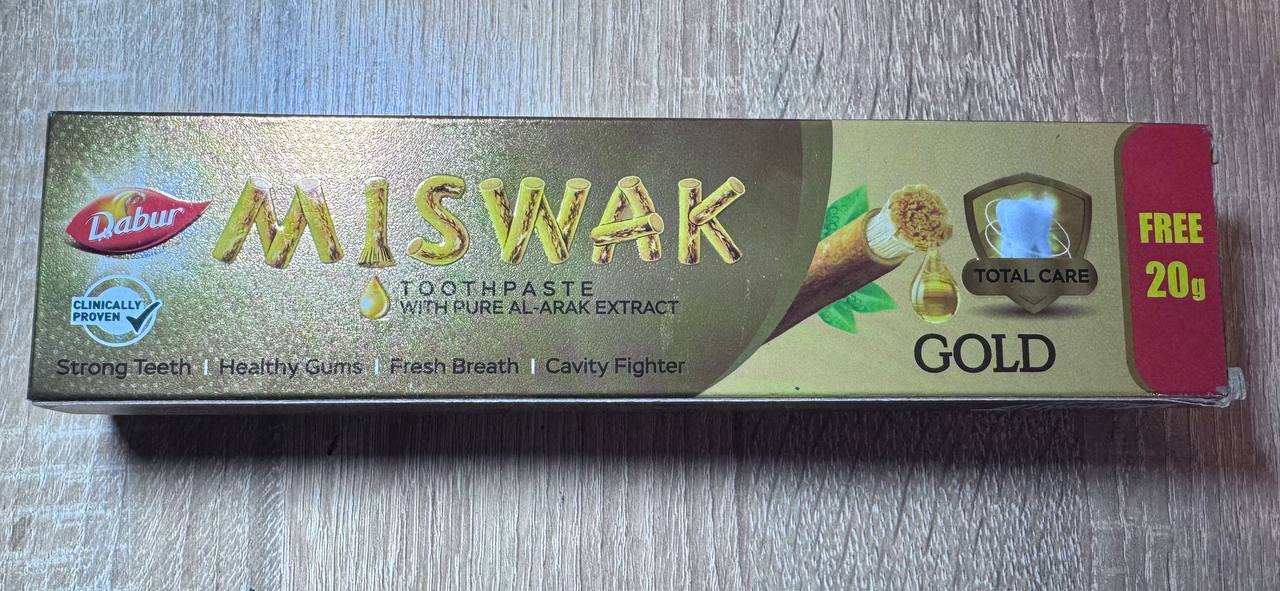 Dabur
MISWAK
TOOTHPASTE
WITH PURE AL-ARAK EXTRACT
CLINICALLY
PROVEN
Strong Teeth | Healthy Gums | Fresh Breath | Cavity Fighter
TOTAL CARE
GOLD
FREE
20g